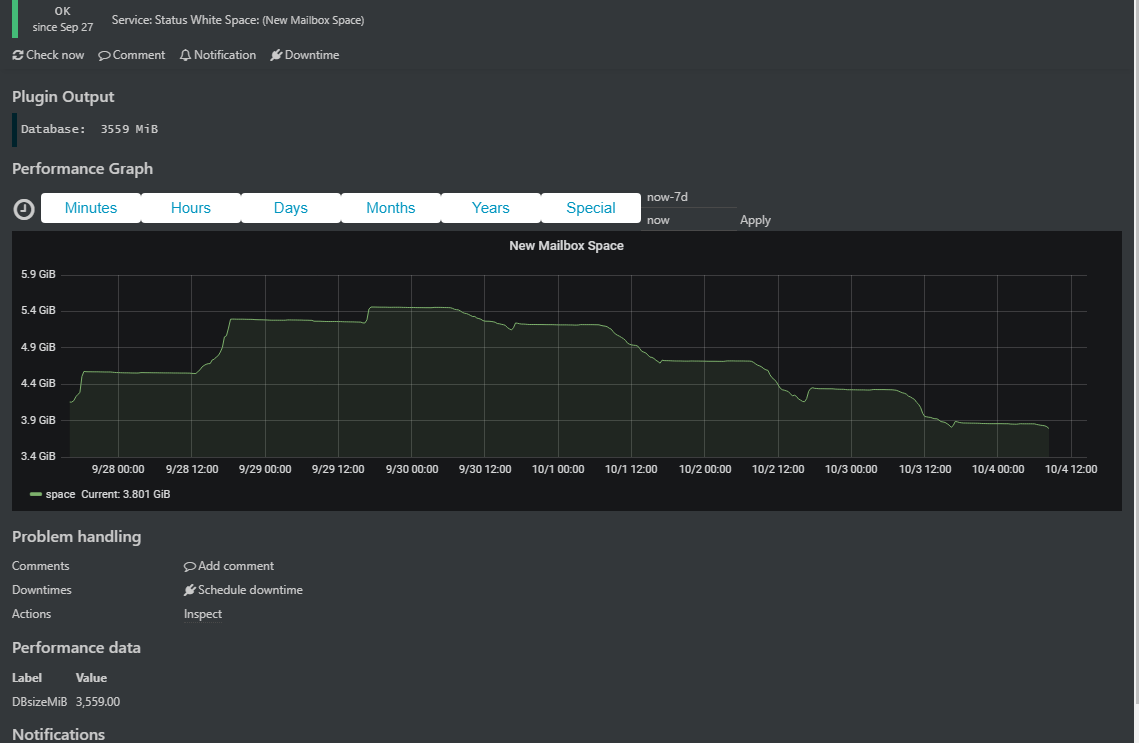 OK
since Sep 27
Service: Status White Space: (New Mailbox Space)
Check now Comment Notification Downtime
Plugin Output
Database: 3559 MiB
Performance Graph
Minutes Hours Days Months Years Special
now-7d
now
Apply
New Mailbox Space
5.9 GiB
5.4 GiB
4.9 GiB
4.4 GiB
3.9 GiB
3.4 GiB
9/28 00:00 9/28 12:00 9/29 00:00 9/29 12:00 9/30 00:00 9/30 12:00 10/1 00:00 10/1 12:00 10/2 00:00 10/2 12:00 10/3 00:00 10/3 12:00 10/4 00:00 10/4 12:00
space Current: 3.801 GiB
Problem handling
Comments Add comment
Downtimes Schedule downtime
Actions Inspect
Performance data
Label Value
DBsizeMiB 3,559.00
Notifications